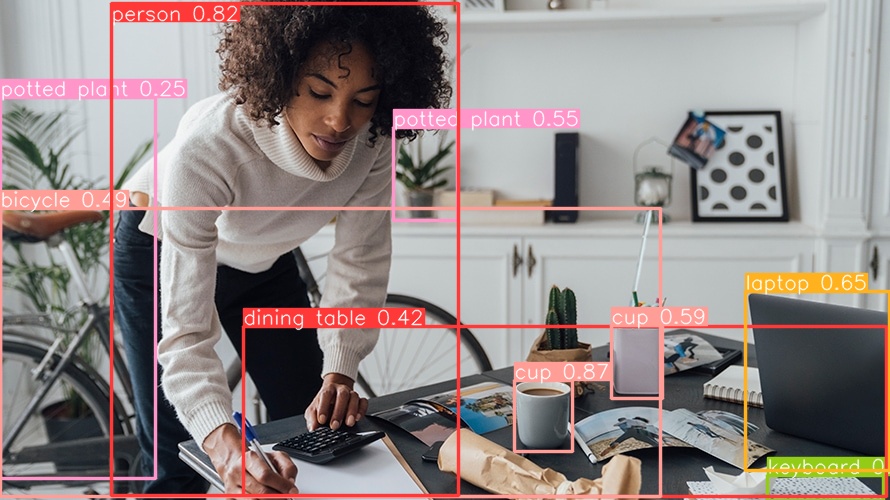 person 0.82
potted plant 0.25
potted plant 0.55
bicycle 0.49
laptop 0.65
dining table 0.42
cup 0.59
cup 0.87
keyboard 0